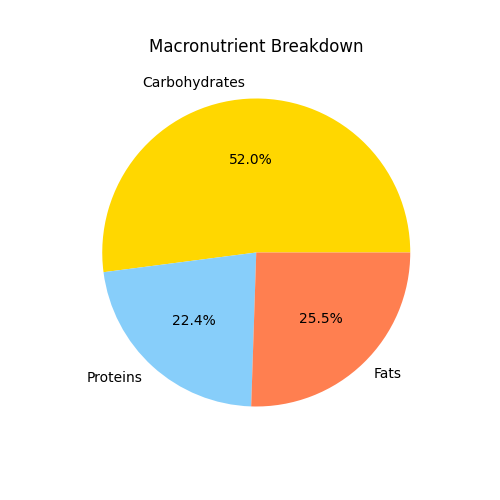 Macronutrient Breakdown
Carbohydrates
52.0%
22.4%
25.5%
Proteins
Fats